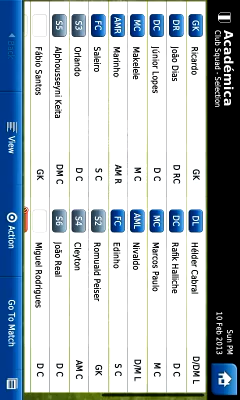 Académica
Club Squad - Selection
Sun PM
10 Feb 2013
GK Ricardo GK
DL Hélder Cabral D/DM L
DR João Dias D RC
DC Rafik Halliche D C
DC Júnior Lopes D C
MC Marcos Paulo M C
MC Makelele M C
AML Nivaldo D/M L
AMR Marinho AM R
FC Edinho S C
FC Saleiro S C
S2 Romuald Peiser GK
S3 Orlando D C
S4 Cleyton AM C
S5 Alphousseyni Keita DM C
S6 João Real D C
Fábio Santos GK
Miguel Rodrigues D C
Back
View
Action
Go To Match